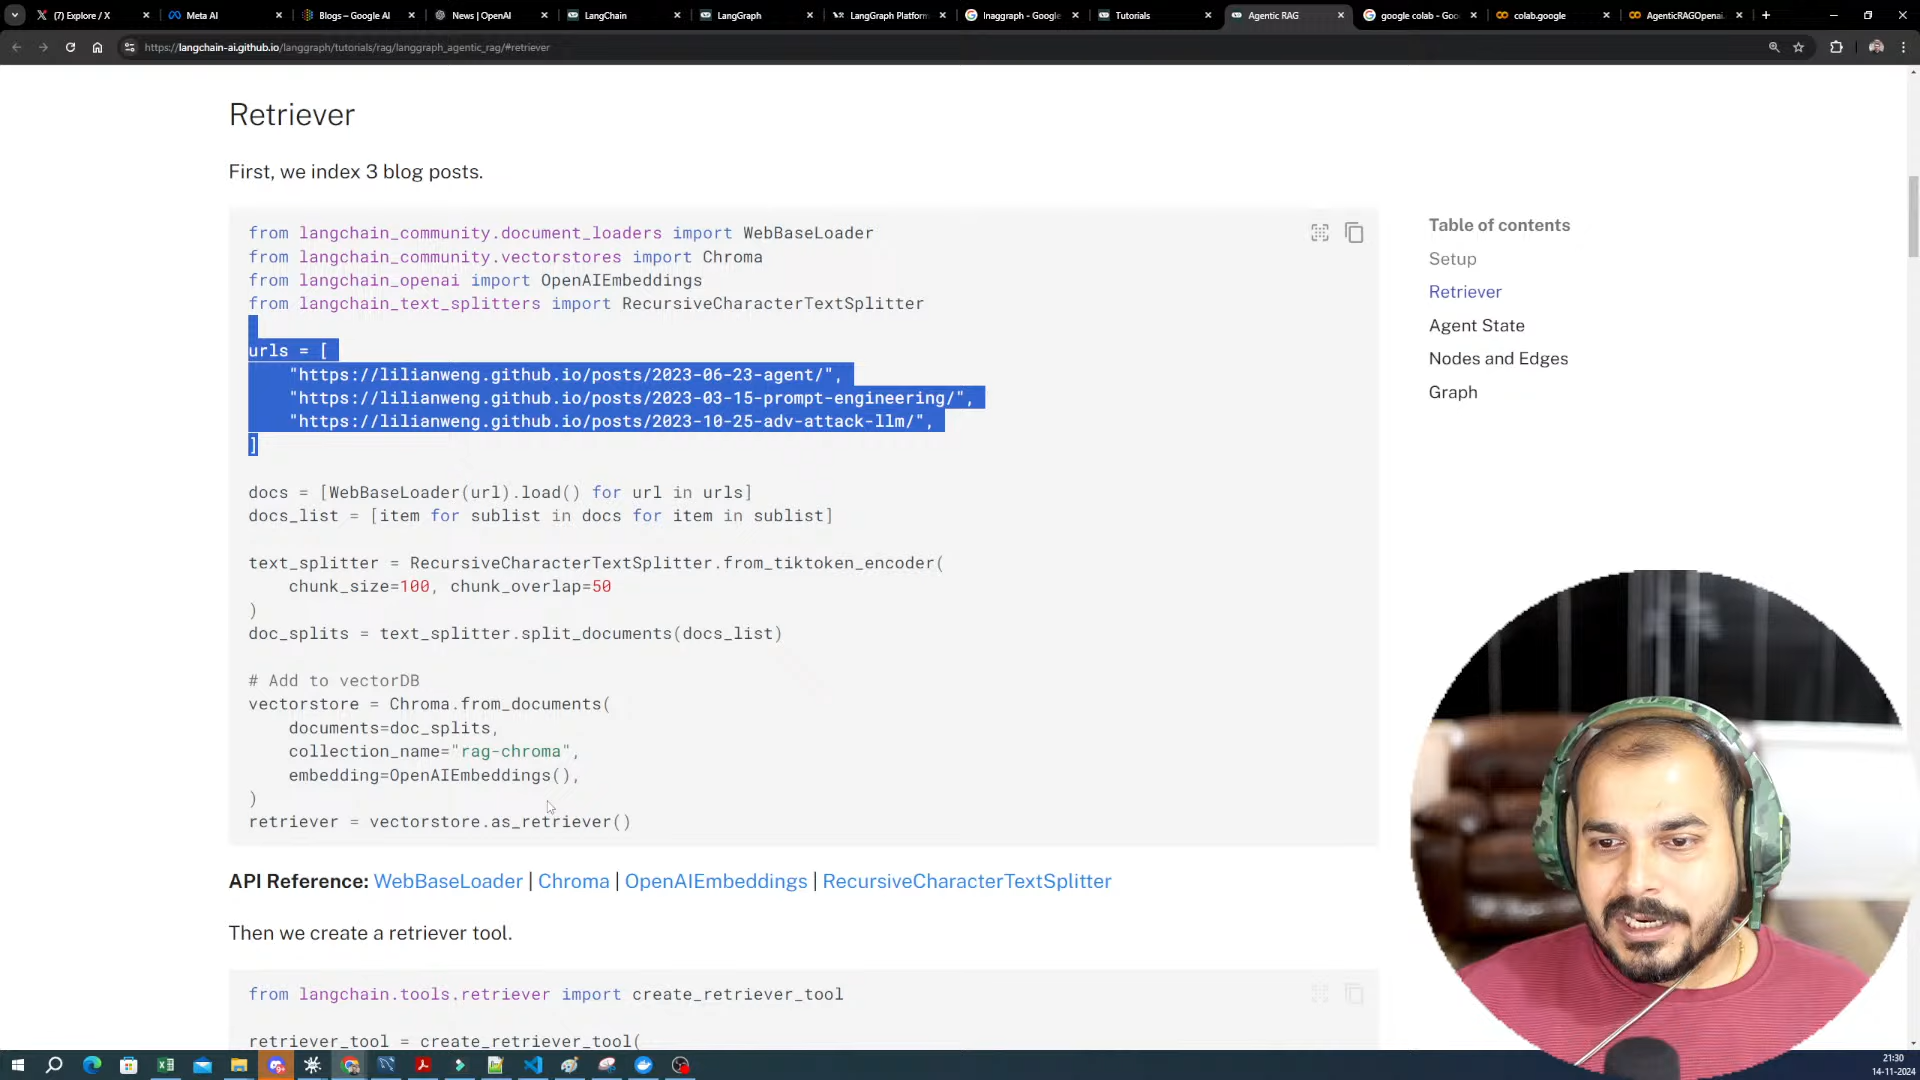 (7) Explore / X
Meta AI
Blogs – Google AI
News | OpenAI
LangChain
LangGraph
LangGraph Platform
lnaggraph - Google
Tutorials
Agentic RAG
google colab - Goo
colab.google
AgenticRAGOpenai.
https://langchain-ai.github.io/langgraph/tutorials/rag/langgraph_agentic_rag/#retriever
Retriever
First, we index 3 blog posts.
from langchain_community.document_loaders import WebBaseLoader
from langchain_community.vectorstores import Chroma
from langchain_openai import OpenAIEmbeddings
from langchain_text_splitters import RecursiveCharacterTextSplitter
urls = [
"https://lilianweng.github.io/posts/2023-06-23-agent/",
"https://lilianweng.github.io/posts/2023-03-15-prompt-engineering/",
"https://lilianweng.github.io/posts/2023-10-25-adv-attack-llm/",
]
docs = [WebBaseLoader(url).load() for url in urls]
docs_list = [item for sublist in docs for item in sublist]
text_splitter = RecursiveCharacterTextSplitter.from_tiktoken_encoder(
chunk_size=100, chunk_overlap=50
)
doc_splits = text_splitter.split_documents(docs_list)
# Add to vectorDB
vectorstore = Chroma.from_documents(
documents=doc_splits,
collection_name="rag-chroma",
embedding=OpenAIEmbeddings(),
)
retriever = vectorstore.as_retriever()
API Reference: WebBaseLoader | Chroma | OpenAIEmbeddings | RecursiveCharacterTextSplitter
Then we create a retriever tool.
from langchain.tools.retriever import create_retriever_tool
retriever_tool = create_retriever_tool(
Table of contents
Setup
Retriever
Agent State
Nodes and Edges
Graph
21:30
14-11-2024